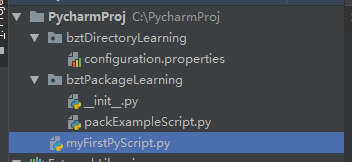 PycharmProj C:\PycharmProj
bztDirectoryLearning
configuration.properties
bztPackageLearning
__init__.py
packExampleScript.py
myFirstPyScript.py